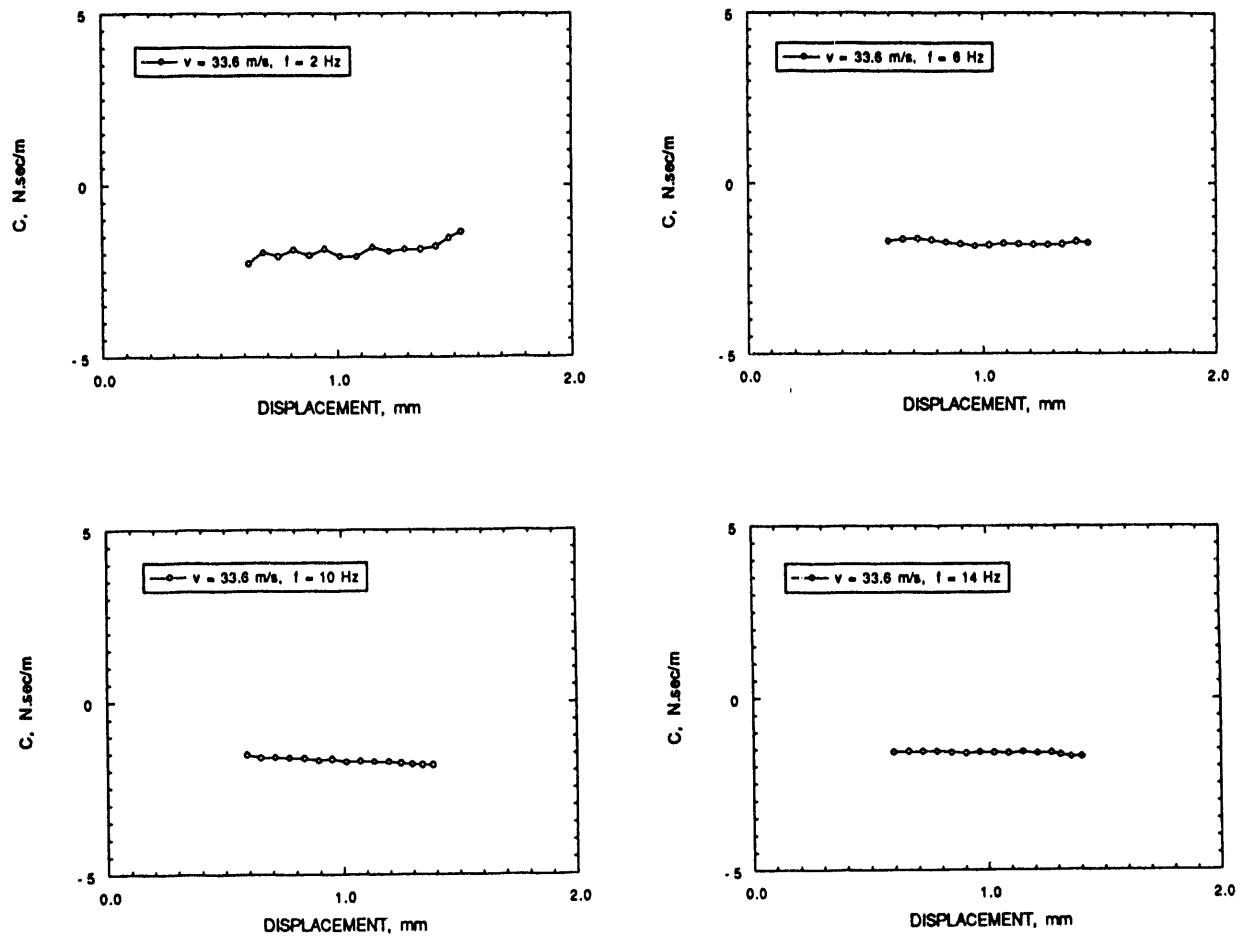 5
v = 33.6 m/s, f = 2 Hz
C, N.sec/m
0
- 5
0.0 1.0 2.0
DISPLACEMENT, mm
5
v = 33.6 m/s, f = 6 Hz
C, N.sec/m
0
- 5
0.0 1.0 2.0
DISPLACEMENT, mm
5
v = 33.6 m/s, f = 10 Hz
C, N.sec/m
0
- 5
0.0 1.0 2.0
DISPLACEMENT, mm
5
v = 33.6 m/s, f = 14 Hz
C, N.sec/m
0
- 5
0.0 1.0 2.0
DISPLACEMENT, mm